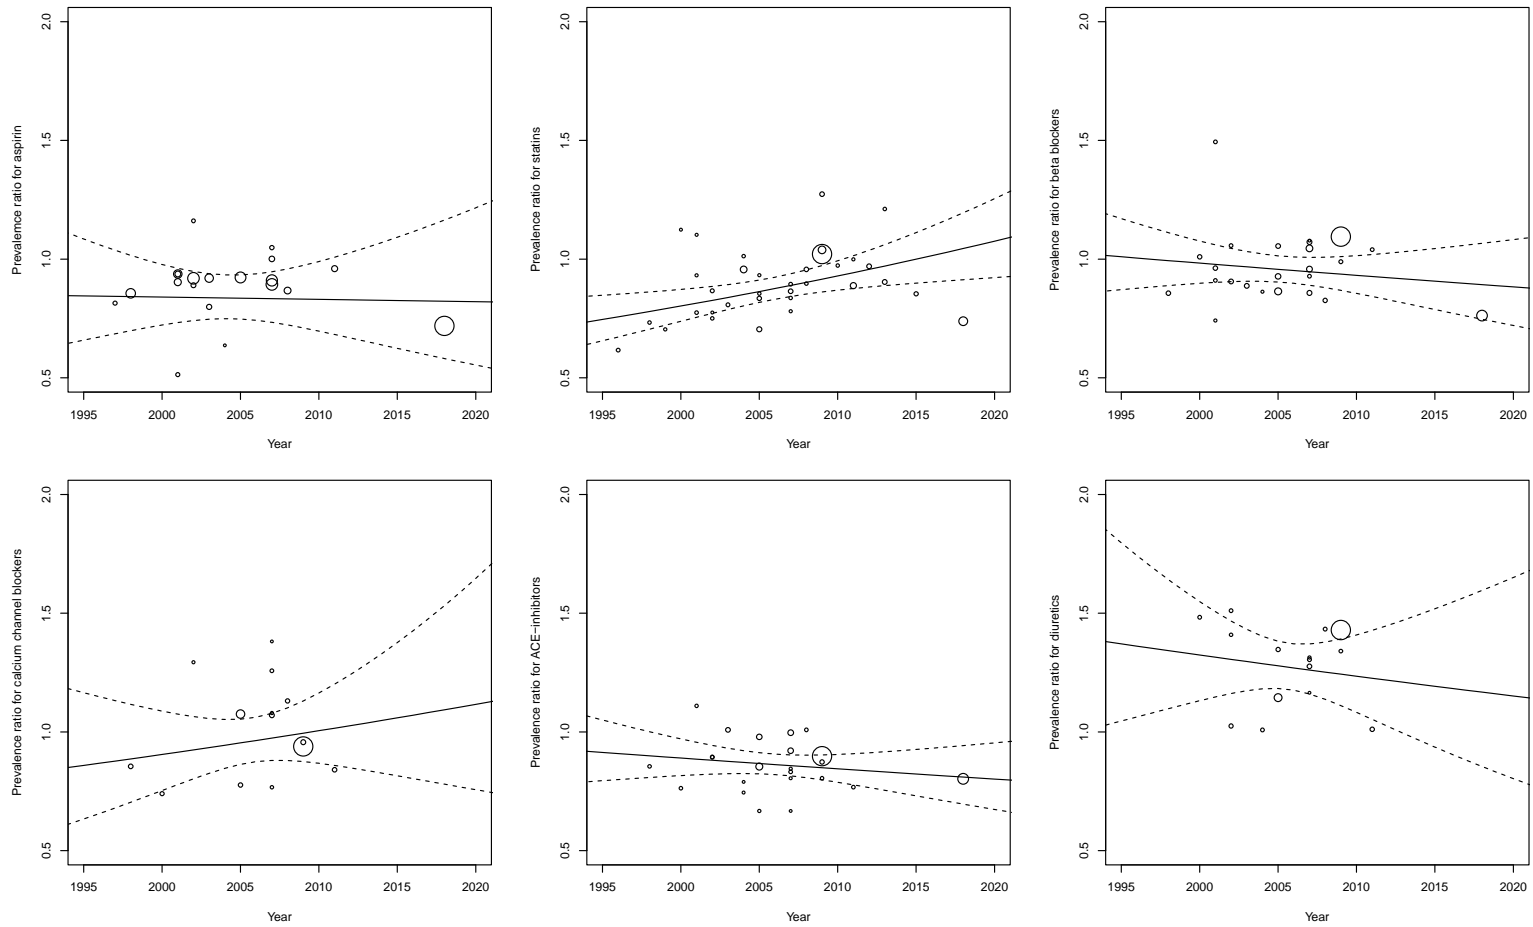 2.0
1.5
1.0
0.5
Prevalemce ratio for aspirin
1995 2000 2005 2010 2015 2020
Year
2.0
1.5
1.0
0.5
Prevalence ratio for statins
1995 2000 2005 2010 2015 2020
Year
2.0
1.5
1.0
0.5
Prevalence ratio for beta blockers
1995 2000 2005 2010 2015 2020
Year
2.0
1.5
1.0
0.5
Prevalence ratio for calcium channel blockers
1995 2000 2005 2010 2015 2020
Year
2.0
1.5
1.0
0.5
Prevalence ratio for ACE−inhibitors
1995 2000 2005 2010 2015 2020
Year
2.0
1.5
1.0
0.5
Prevalence ratio for diuretics
1995 2000 2005 2010 2015 2020
Year